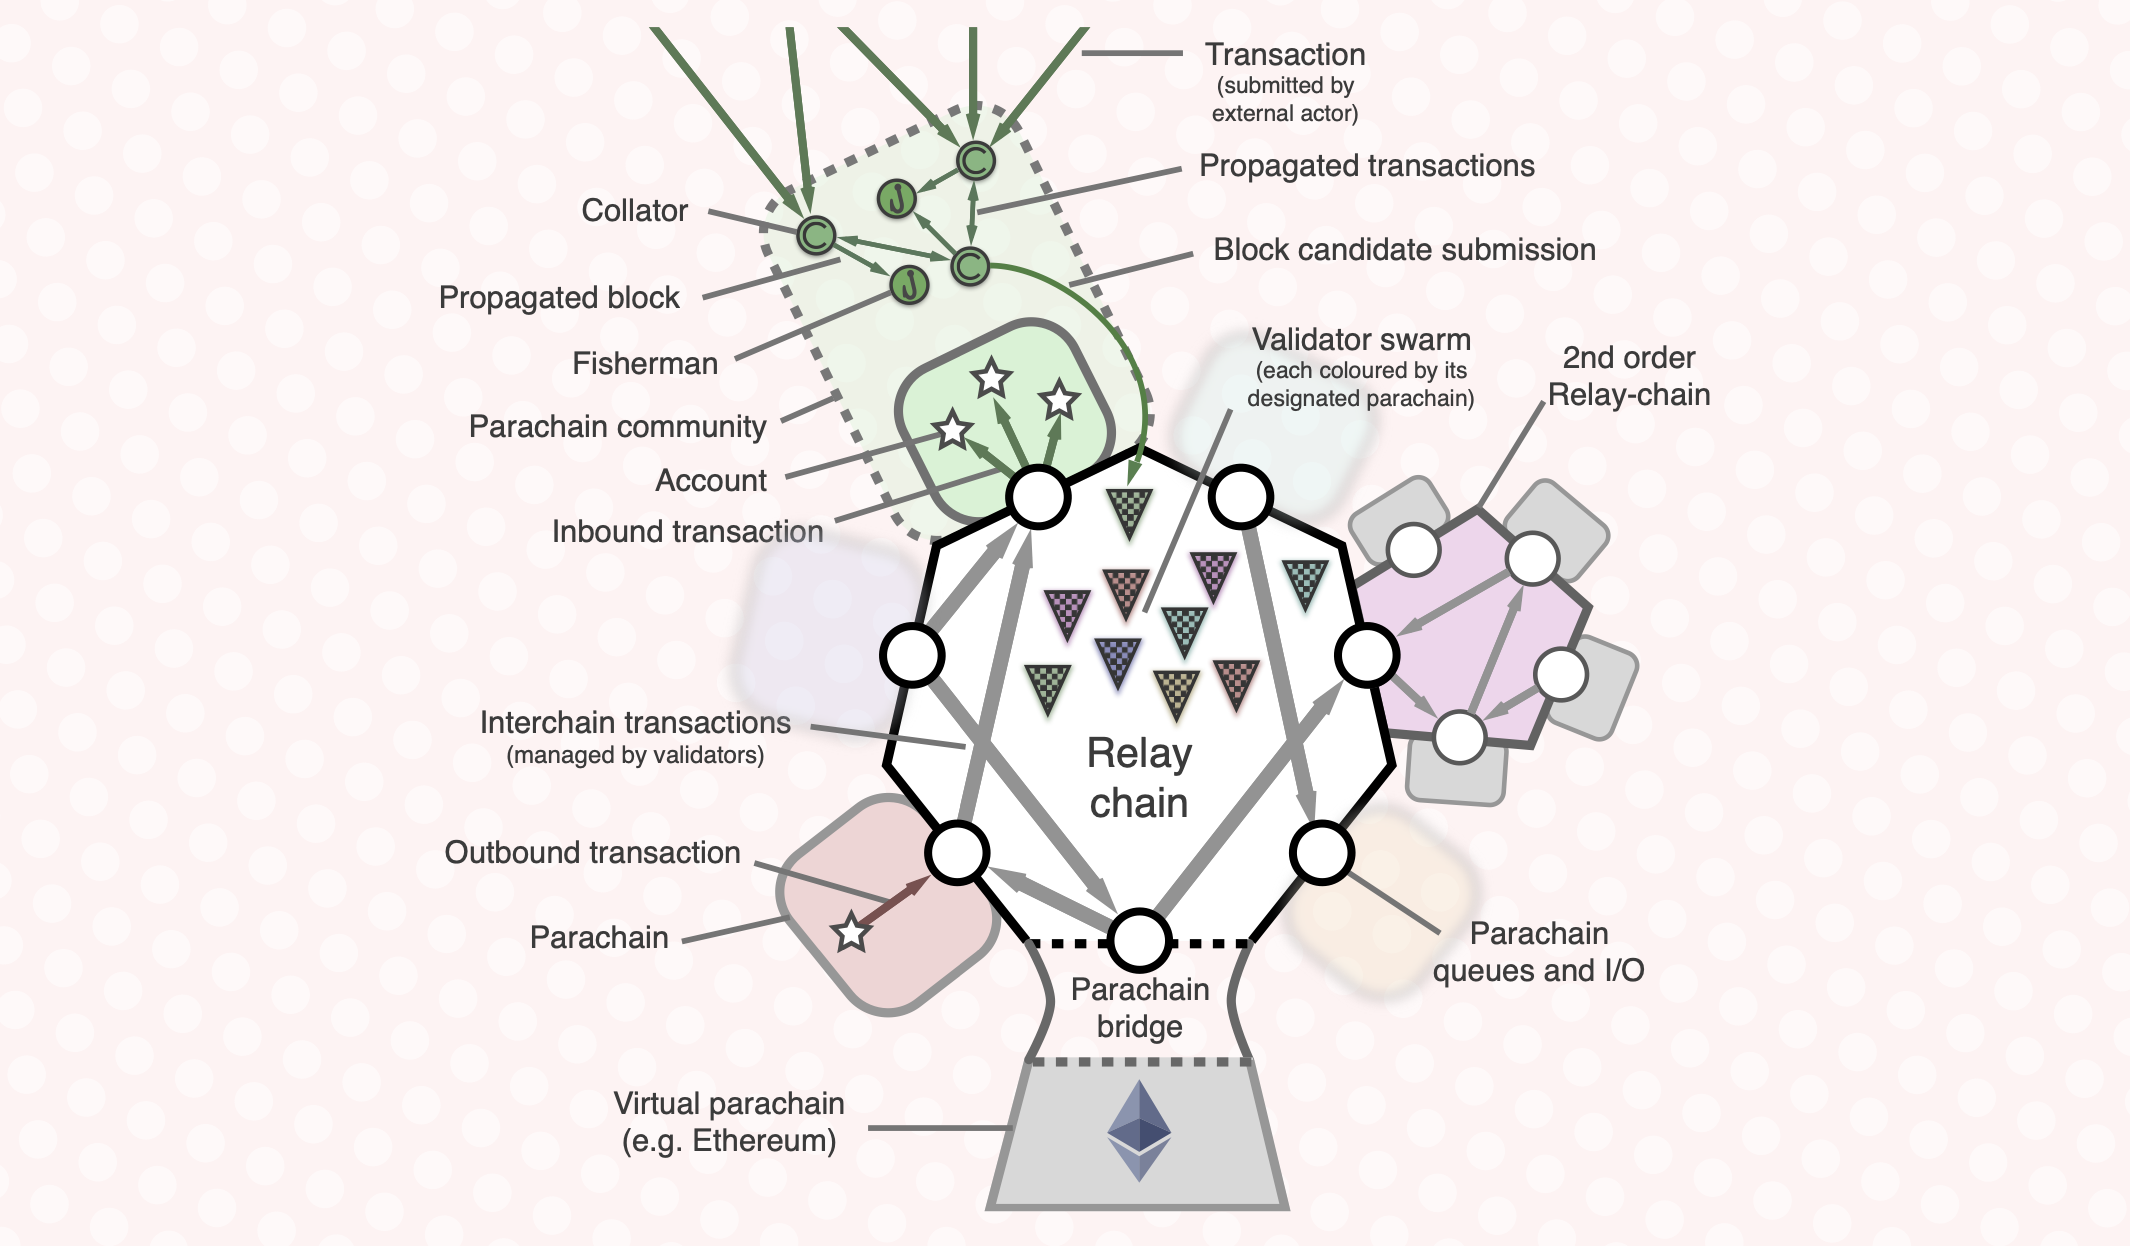 Transaction
(submitted by
external actor)
Propagated transactions
Collator
C
C
C
Block candidate submission
Propagated block
Fisherman
Validator swarm
(each coloured by its
designated parachain)
2nd order
Relay-chain
Parachain community
Account
Inbound transaction
Interchain transactions
(managed by validators)
Relay
chain
Outbound transaction
Parachain
Parachain
queues and I/O
Parachain
bridge
Virtual parachain
(e.g. Ethereum)